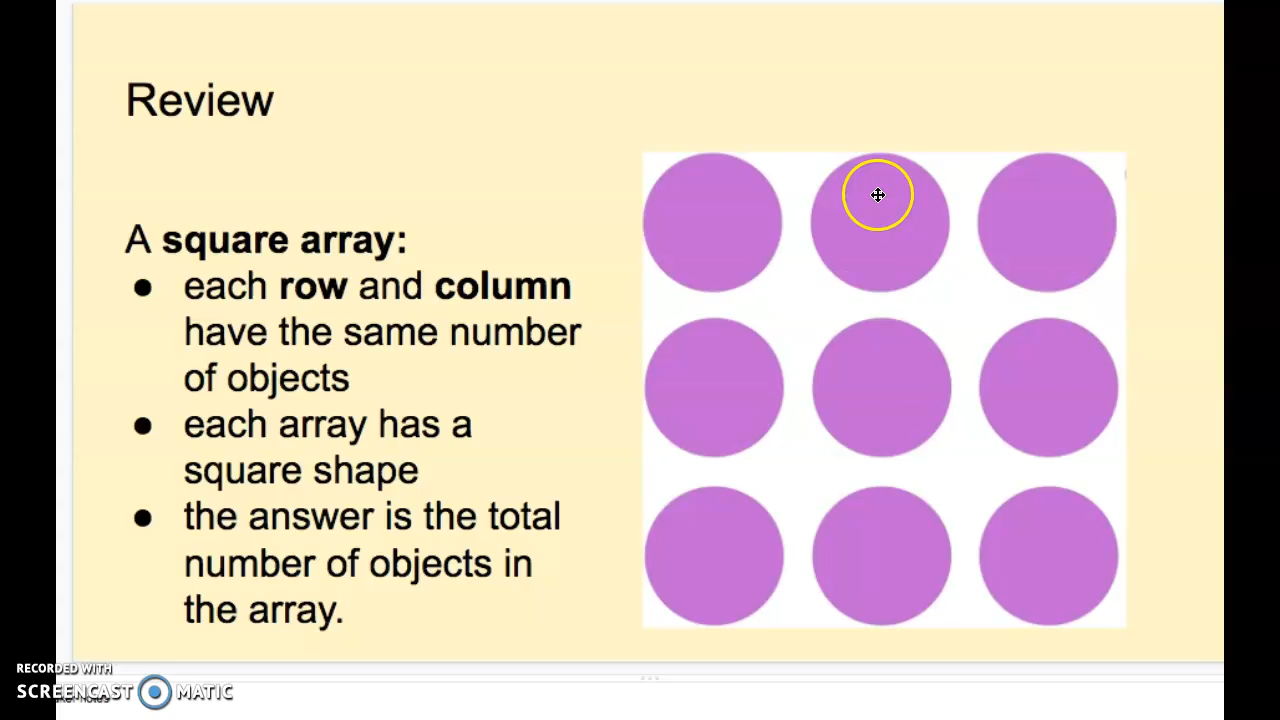 Review
A square array:
● each row and column
have the same number
of objects
● each array has a
square shape
● the answer is the total
number of objects in
the array.
RECORDED WITH
SCREENCAST MATIC